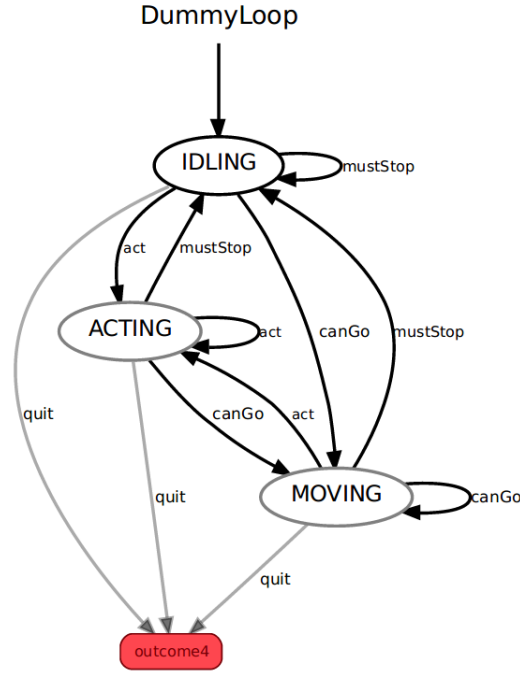 DummyLoop
IDLING
mustStop
act
mustStop
ACTING
act
canGo
mustStop
quit
canGo
act
MOVING
canGo
quit
quit
outcome4